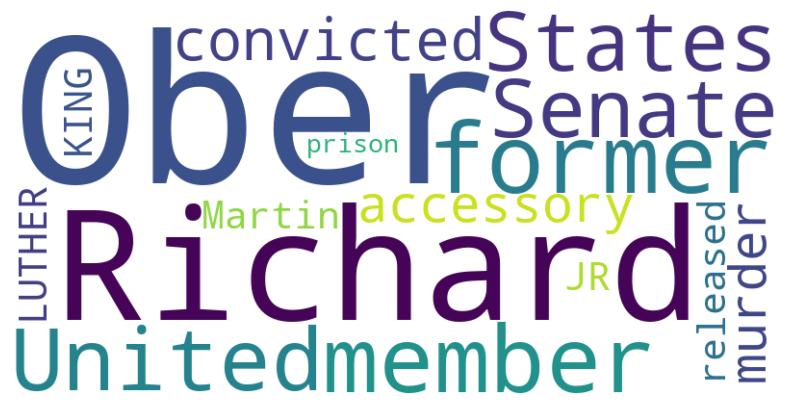 convicted
States
Ober
KING
Senate
prison
former
LUTHER
Martin
accessory
Richard
JR
released
murder
United
member